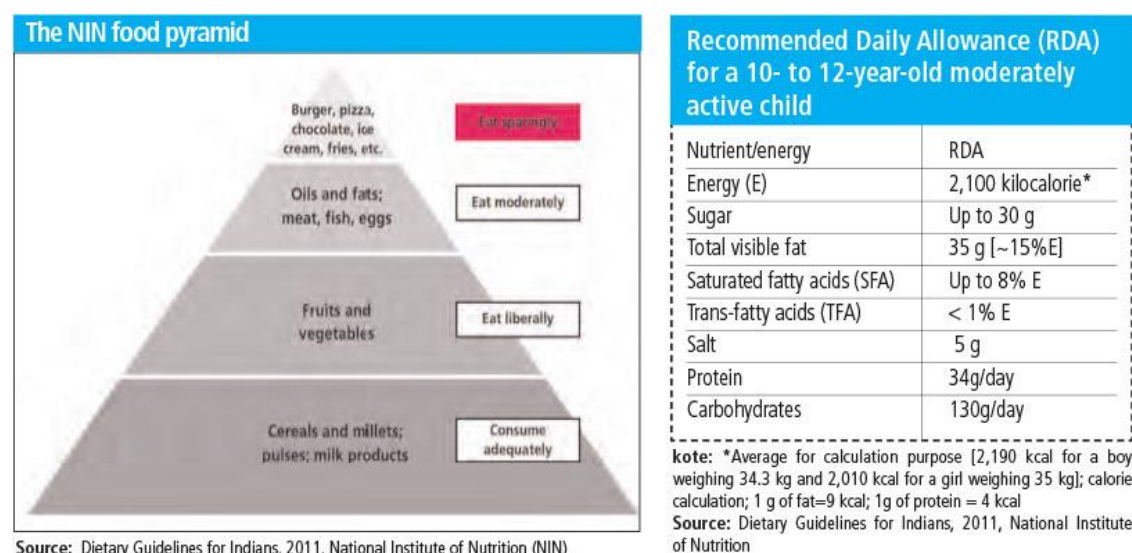 The NIN food pyramid
Burger, pizza,
chocolate, ice
cream, fries, etc.
Eat sparingly
Oils and fats;
meat, fish, eggs
Eat moderately
Fruits and
vegetables
Eat liberally
Cereals and millets;
pulses; milk products
Consume
adequately
Source: Dietary Guidelines for Indians, 2011, National Institute of Nutrition (NIN)
Recommended Daily Allowance (RDA)
for a 10- to 12-year-old moderately
active child
Nutrient/energy RDA
Energy (E) 2,100 kilocalorie*
Sugar Up to 30 g
Total visible fat 35 g [~15%E]
Saturated fatty acids (SFA) Up to 8% E
Trans-fatty acids (TFA) < 1% E
Salt 5 g
Protein 34g/day
Carbohydrates 130g/day
kote: *Average for calculation purpose [2,190 kcal for a boy
weighing 34.3 kg and 2,010 kcal for a girl weighing 35 kg]; calorie
calculation; 1 g of fat=9 kcal; 1g of protein = 4 kcal
Source: Dietary Guidelines for Indians, 2011, National Institute
of Nutrition